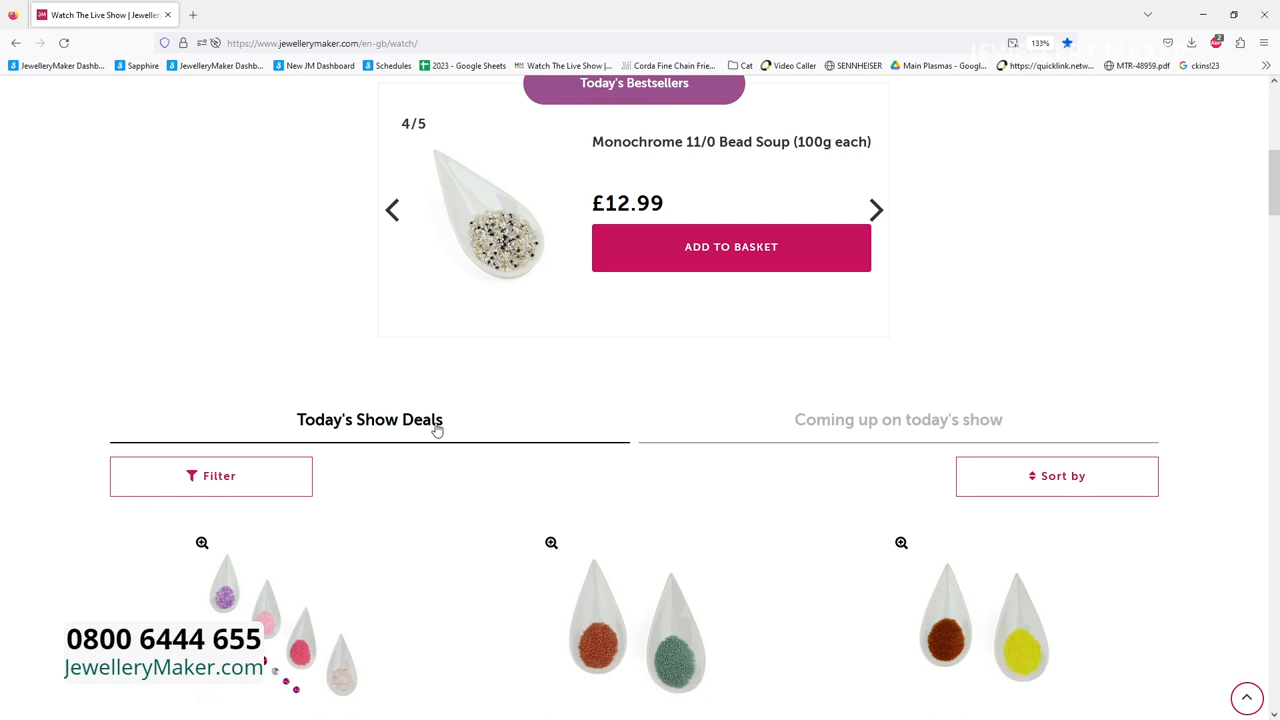 Watch The Live Show | Jeweller
https://www.jewellerymaker.com/en-gb/watch/
133%
2
JewelleryMaker Dashb...
Sapphire
JewelleryMaker Dashb...
New JM Dashboard
Schedules
2023 - Google Sheets
Watch The Live Show |...
Corda Fine Chain Frie...
Cat
Video Caller
SENNHEISER
Main Plasmas - Googl...
https://quicklink.netw...
MTR-48959.pdf
ckins!23
Today's Bestsellers
4/5
Monochrome 11/0 Bead Soup (100g each)
£12.99
ADD TO BASKET
Today's Show Deals
Coming up on today's show
Filter
Sort by
0800 6444 655
JewelleryMaker.com